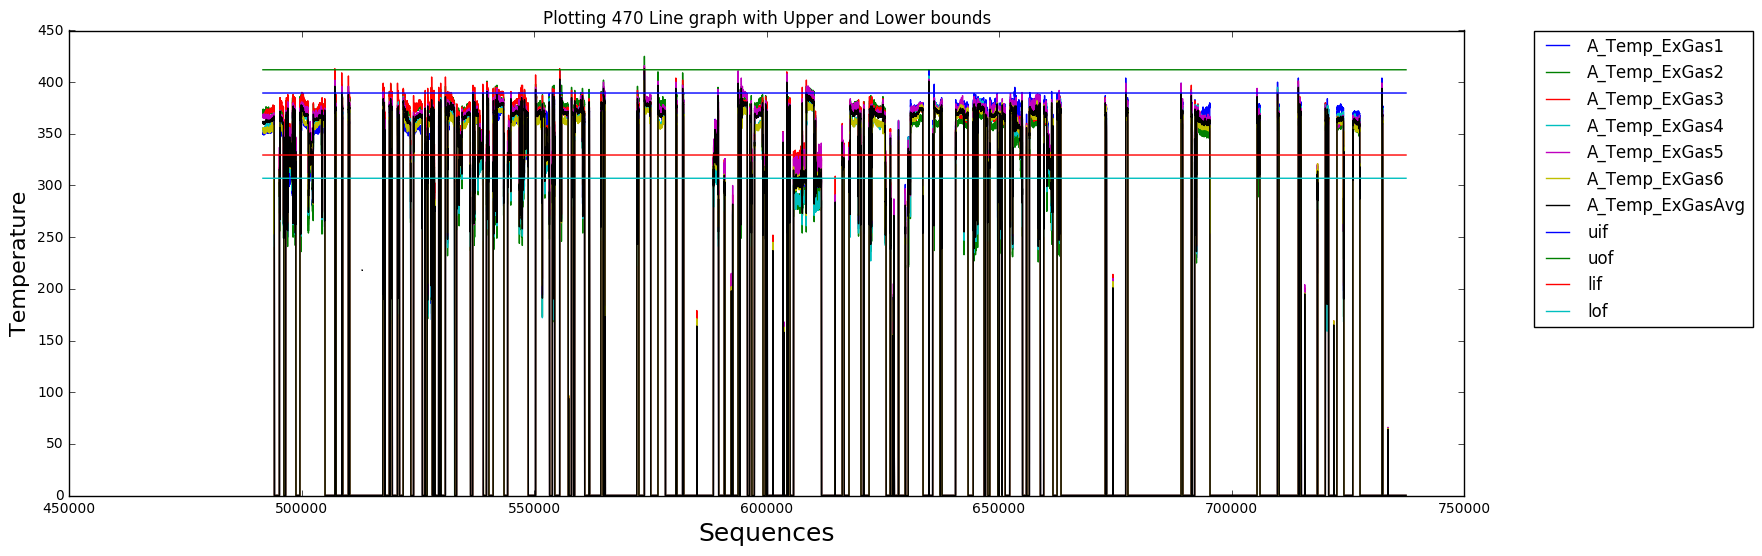 Plotting 470 Line graph with Upper and Lower bounds
450
400
350
300
250
200
150
100
50
0
Temperature
450000 500000 550000 600000 650000 700000 750000
Sequences
A_Temp_ExGas1
A_Temp_ExGas2
A_Temp_ExGas3
A_Temp_ExGas4
A_Temp_ExGas5
A_Temp_ExGas6
A_Temp_ExGasAvg
uif
uof
lif
lof